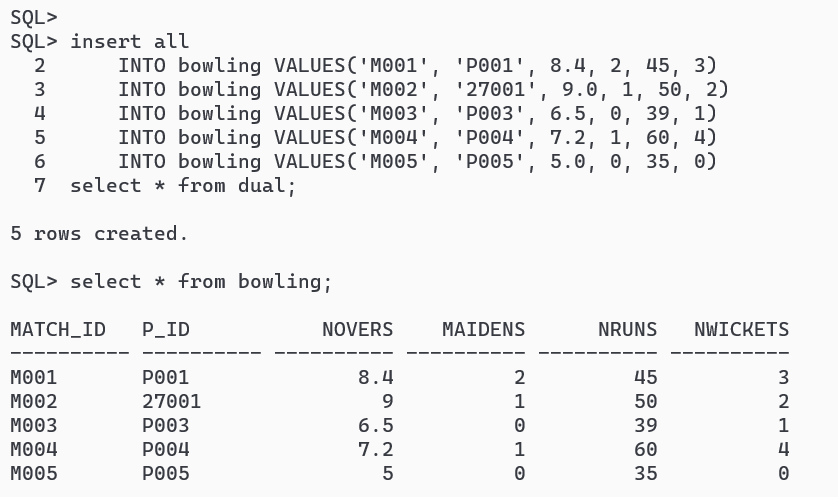 SQL>
SQL> insert all
  2      INTO bowling VALUES('M001', 'P001', 8.4, 2, 45, 3)
  3      INTO bowling VALUES('M002', '27001', 9.0, 1, 50, 2)
  4      INTO bowling VALUES('M003', 'P003', 6.5, 0, 39, 1)
  5      INTO bowling VALUES('M004', 'P004', 7.2, 1, 60, 4)
  6      INTO bowling VALUES('M005', 'P005', 5.0, 0, 35, 0)
  7  select * from dual;
5 rows created.
SQL> select * from bowling;
MATCH_ID   P_ID           NOVERS    MAIDENS      NRUNS   NWICKETS
---------- ---------- ---------- ---------- ---------- ----------
M001       P001              8.4          2         45          3
M002       27001               9          1         50          2
M003       P003              6.5          0         39          1
M004       P004              7.2          1         60          4
M005       P005                5          0         35          0